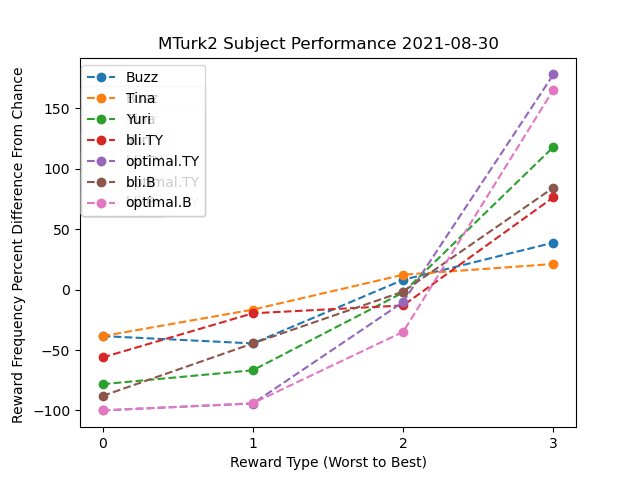 MTurk2 Subject Performance 2021-08-30
Reward Frequency Percent Difference From Chance
150
100
50
0
−50
−100
Buzz
Tina
Yuri
bli.TY
optimal.TY
bli.B
optimal.B
0 1 2 3
Reward Type (Worst to Best)